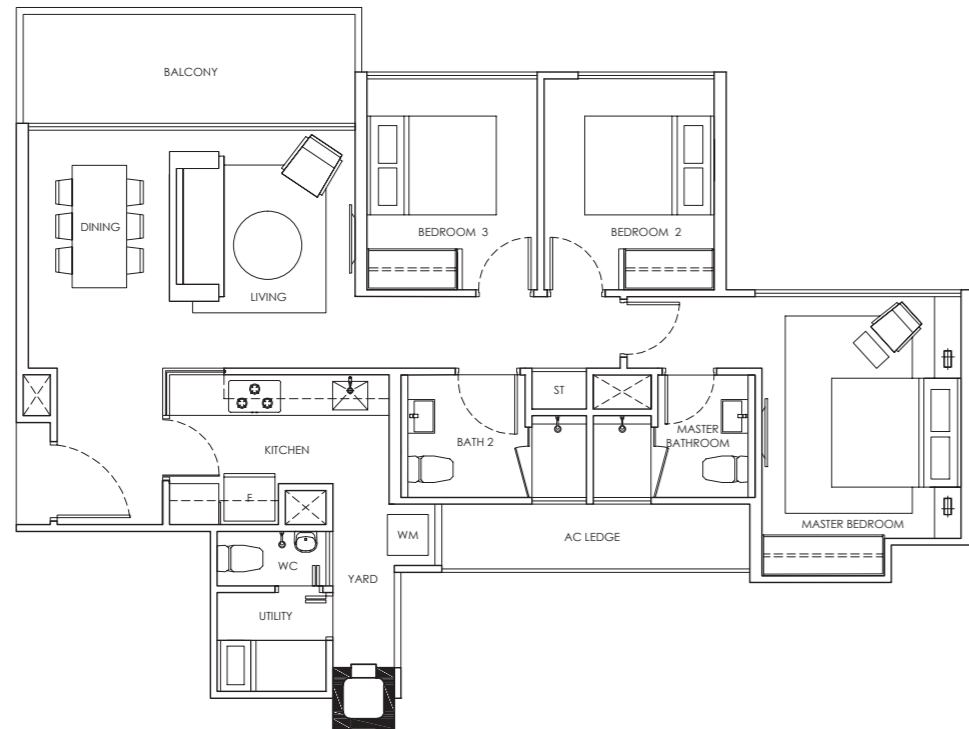 BALCONY
BEDROOM 3
BEDROOM 2
DINING
LIVING
ST
KITCHEN
BATH 2
MASTER
BATHROOM
F
MASTER BEDROOM
WM
AC LEDGE
WC
YARD
UTILITY